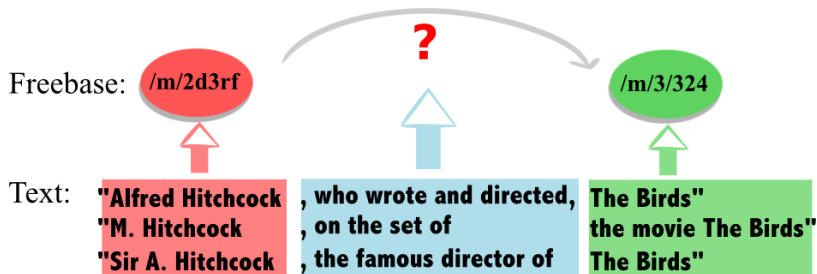 ?
Freebase: /m/2d3rf /m/3/324
Text: "Alfred Hitchcock , who wrote and directed, The Birds"
"M. Hitchcock , on the set of the movie The Birds"
"Sir A. Hitchcock , the famous director of The Birds"